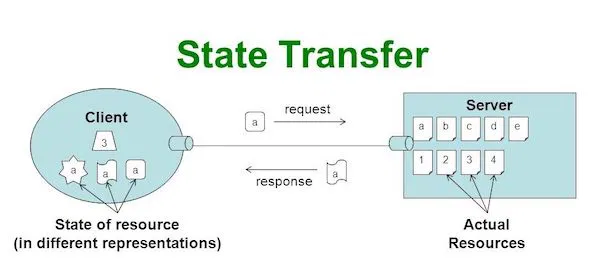 State Transfer
Client
3
a a a
State of resource
(in different representations)
a request
response a
Server
a b c d e
1 2 3 4
Actual
Resources